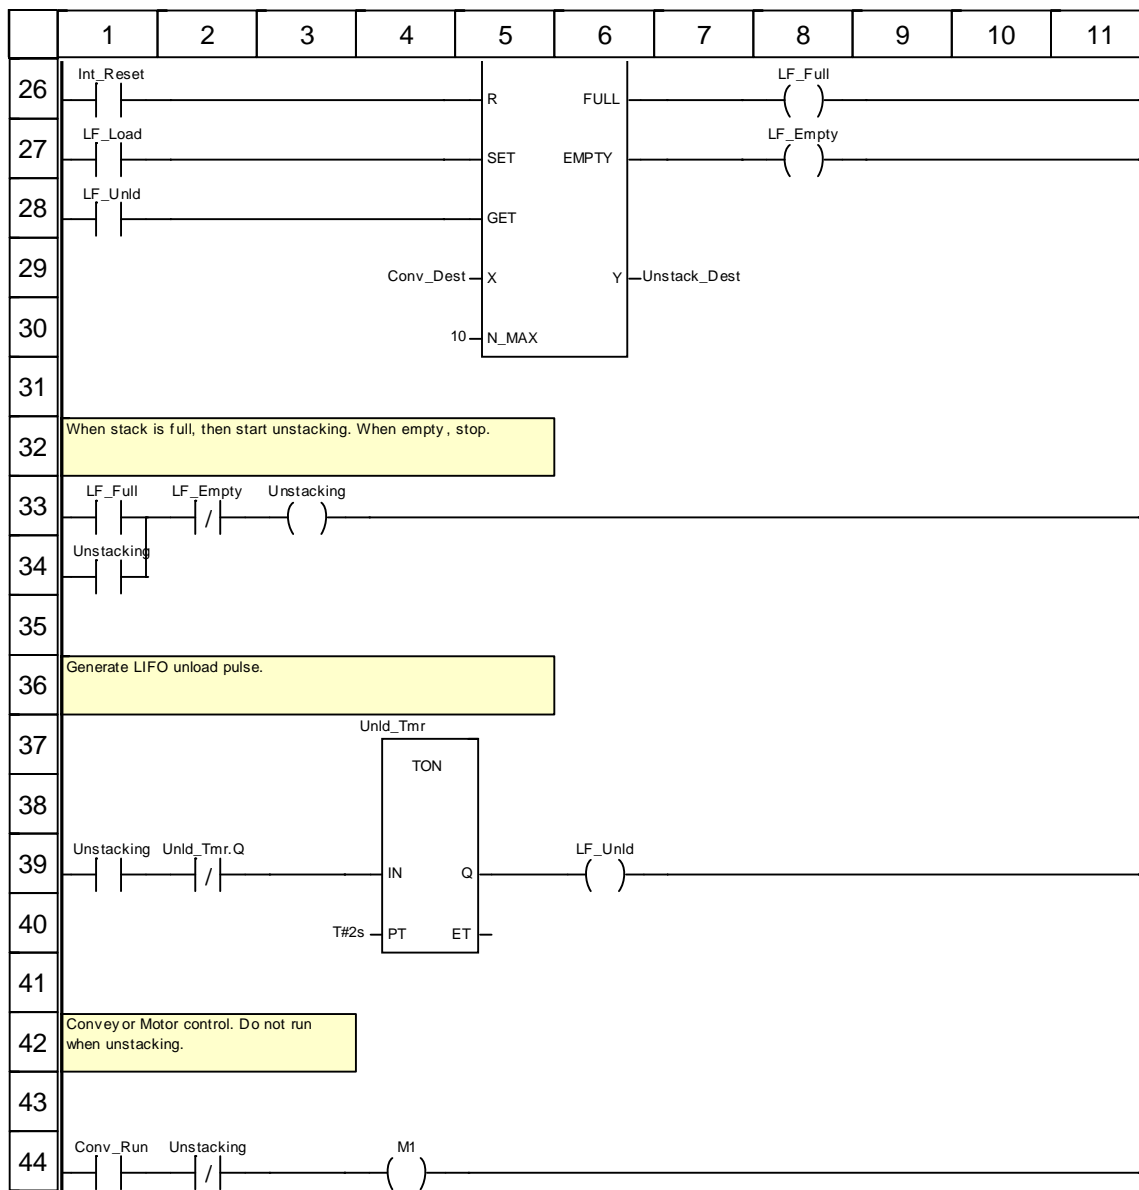 1 2 3 4 5 6 7 8 9 10 11
26
Int_Reset
R
FULL
LF_Full
27
LF_Load
SET
EMPTY
LF_Empty
28
LF_Unld
GET
29
Conv_Dest
X
Y
Unstack_Dest
30
10
N_MAX
31
32
When stack is full, then start unstacking. When empty, stop.
33
LF_Full
LF_Empty
Unstacking
34
Unstacking
35
36
Generate LIFO unload pulse.
37
Unld_Tmr
TON
38
39
Unstacking
Unld_Tmr.Q
IN
Q
LF_Unld
40
T#2s
PT
ET
41
42
Conveyor Motor control. Do not run
when unstacking.
43
44
Conv_Run
Unstacking
M1